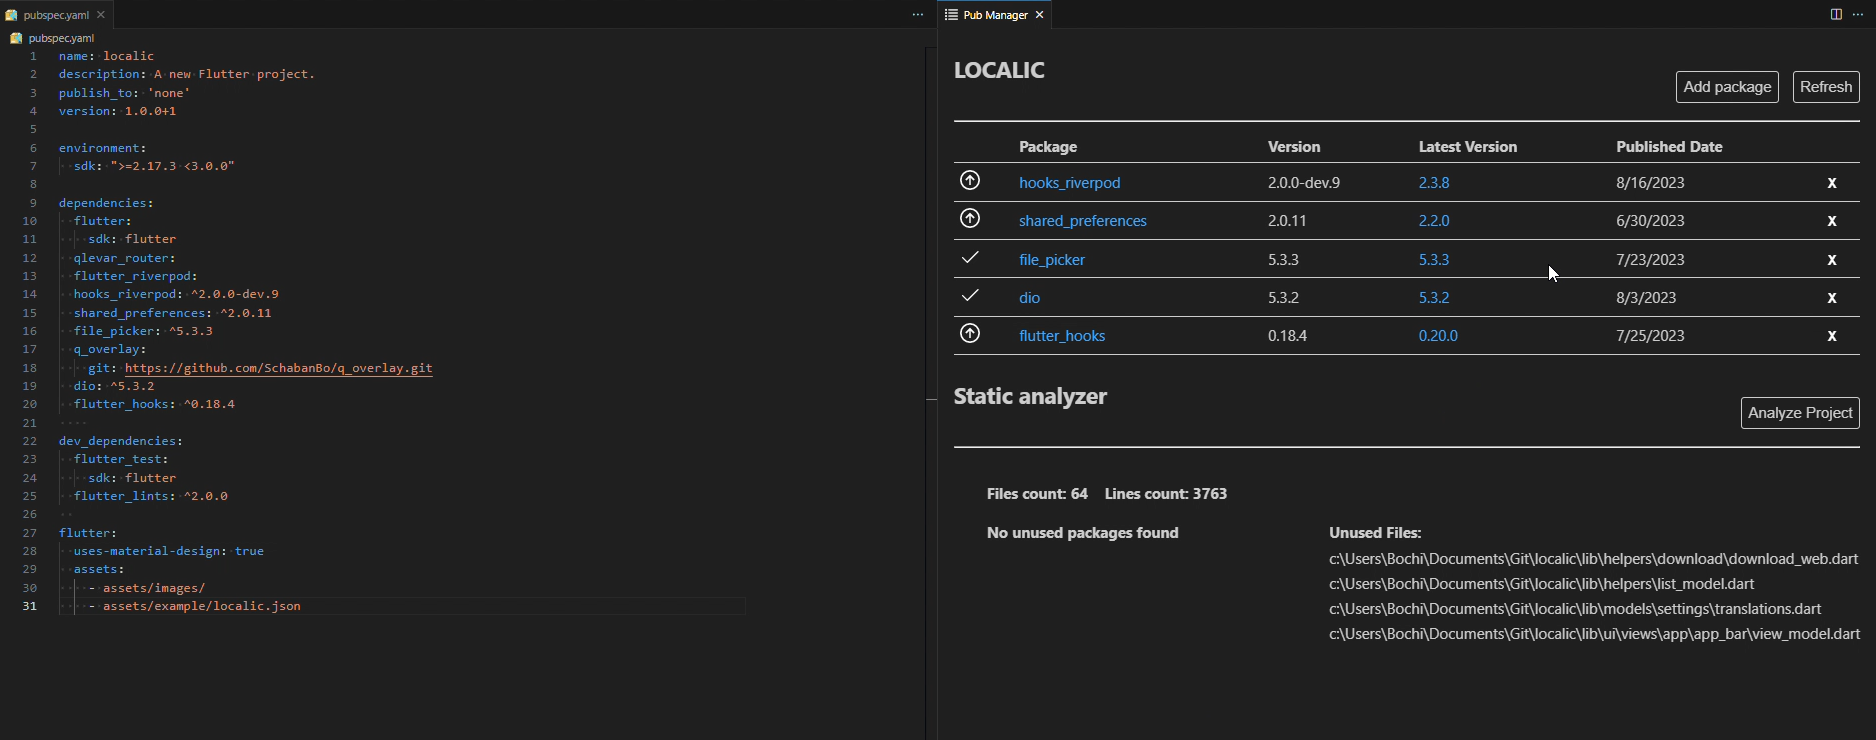 pubspec.yaml
pubspec.yaml
1 name: localic
2 description: A new Flutter project.
3 publish_to: 'none'
4 version: 1.0.0+1
5
6 environment:
7 sdk: ">=2.17.3 <3.0.0"
8
9 dependencies:
10 flutter:
11 sdk: flutter
12 qlevar_router:
13 flutter_riverpod:
14 hooks_riverpod: ^2.0.0-dev.9
15 shared_preferences: ^2.0.11
16 file_picker: ^5.3.3
17 q_overlay:
18 git: https://github.com/SchabanBo/q_overlay.git
19 dio: ^5.3.2
20 flutter_hooks: ^0.18.4
21
22 dev_dependencies:
23 flutter_test:
24 sdk: flutter
25 flutter_lints: ^2.0.0
26
27 flutter:
28 uses-material-design: true
29 assets:
30 - assets/images/
31 - assets/example/localic.json
Pub Manager
LOCALIC
Add package Refresh
Package Version Latest Version Published Date
hooks_riverpod 2.0.0-dev.9 2.3.8 8/16/2023 X
shared_preferences 2.0.11 2.2.0 6/30/2023 X
file_picker 5.3.3 5.3.3 7/23/2023 X
dio 5.3.2 5.3.2 8/3/2023 X
flutter_hooks 0.18.4 0.20.0 7/25/2023 X
Static analyzer
Analyze Project
Files count: 64 Lines count: 3763
No unused packages found
Unused Files:
c:\Users\Bochi\Documents\Git\localic\lib\helpers\download\download_web.dart
c:\Users\Bochi\Documents\Git\localic\lib\helpers\list_model.dart
c:\Users\Bochi\Documents\Git\localic\lib\models\settings\translations.dart
c:\Users\Bochi\Documents\Git\localic\lib\ui\views\app\app_bar\view_model.dart